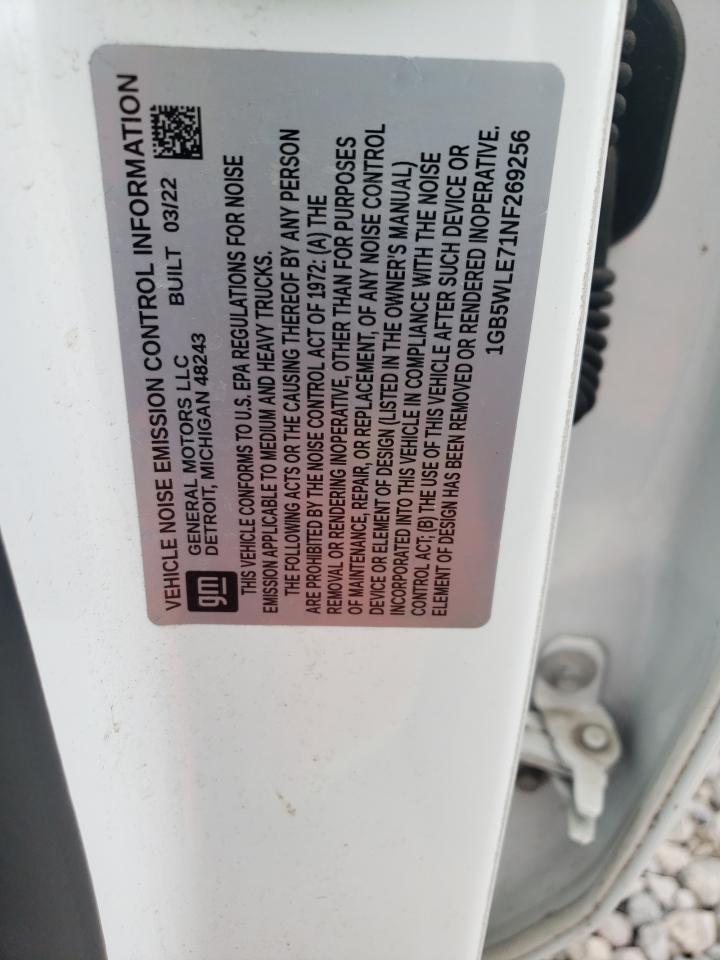 VEHICLE NOISE EMISSION CONTROL INFORMATION
gm
GENERAL MOTORS LLC
DETROIT, MICHIGAN 48243
BUILT 03/22
THIS VEHICLE CONFORMS TO U.S. EPA REGULATIONS FOR NOISE
EMISSION APPLICABLE TO MEDIUM AND HEAVY TRUCKS.
THE FOLLOWING ACTS OR THE CAUSING THEREOF BY ANY PERSON
ARE PROHIBITED BY THE NOISE CONTROL ACT OF 1972: (A) THE
REMOVAL OR RENDERING INOPERATIVE, OTHER THAN FOR PURPOSES
OF MAINTENANCE, REPAIR, OR REPLACEMENT, OF ANY NOISE CONTROL
DEVICE OR ELEMENT OF DESIGN (LISTED IN THE OWNER'S MANUAL)
INCORPORATED INTO THIS VEHICLE IN COMPLIANCE WITH THE NOISE
CONTROL ACT; (B) THE USE OF THIS VEHICLE AFTER SUCH DEVICE OR
ELEMENT OF DESIGN HAS BEEN REMOVED OR RENDERED INOPERATIVE.
1GB5WLE71NF269256